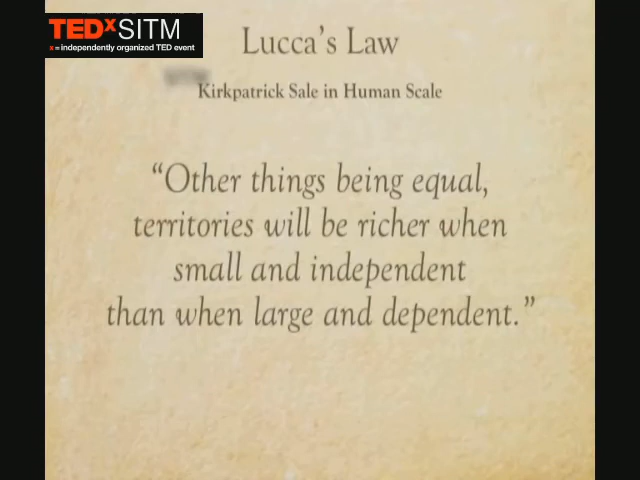 TEDxSITM
x = independently organized TED event
Lucca's Law
Kirkpatrick Sale in Human Scale
“Other things being equal,
territories will be richer when
small and independent
than when large and dependent.”